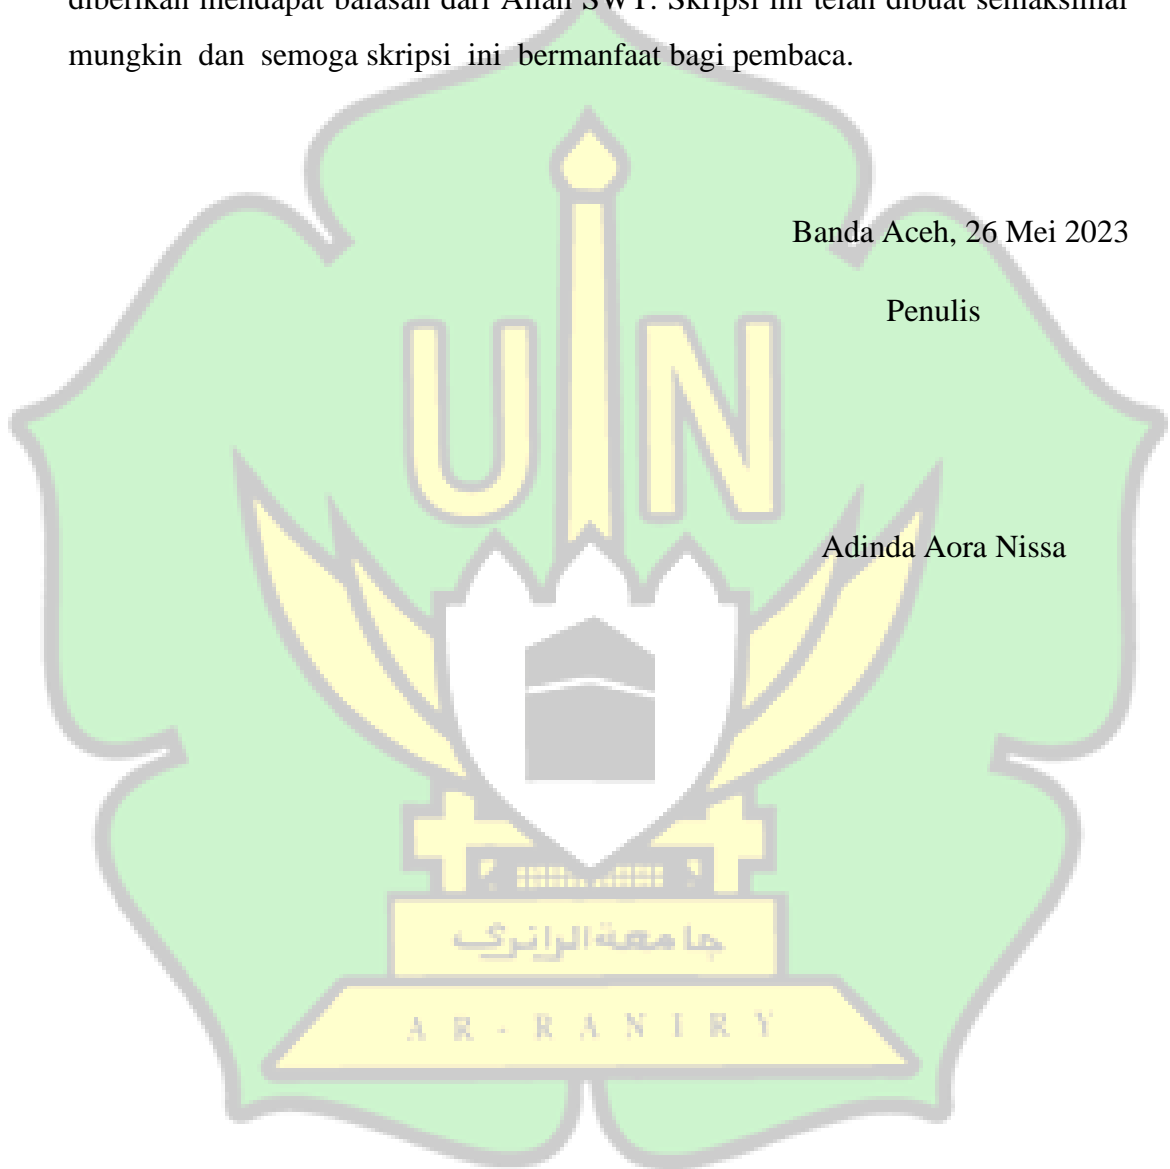 diberikan mendapat balasan dari Allah SWT. Skripsi ini telah dibuat semaksimal
mungkin dan semoga skripsi ini bermanfaat bagi pembaca.
Banda Aceh, 26 Mei 2023
Penulis
UIN
Adinda Aora Nissa
جامعة الرانري
AR-RANIRY